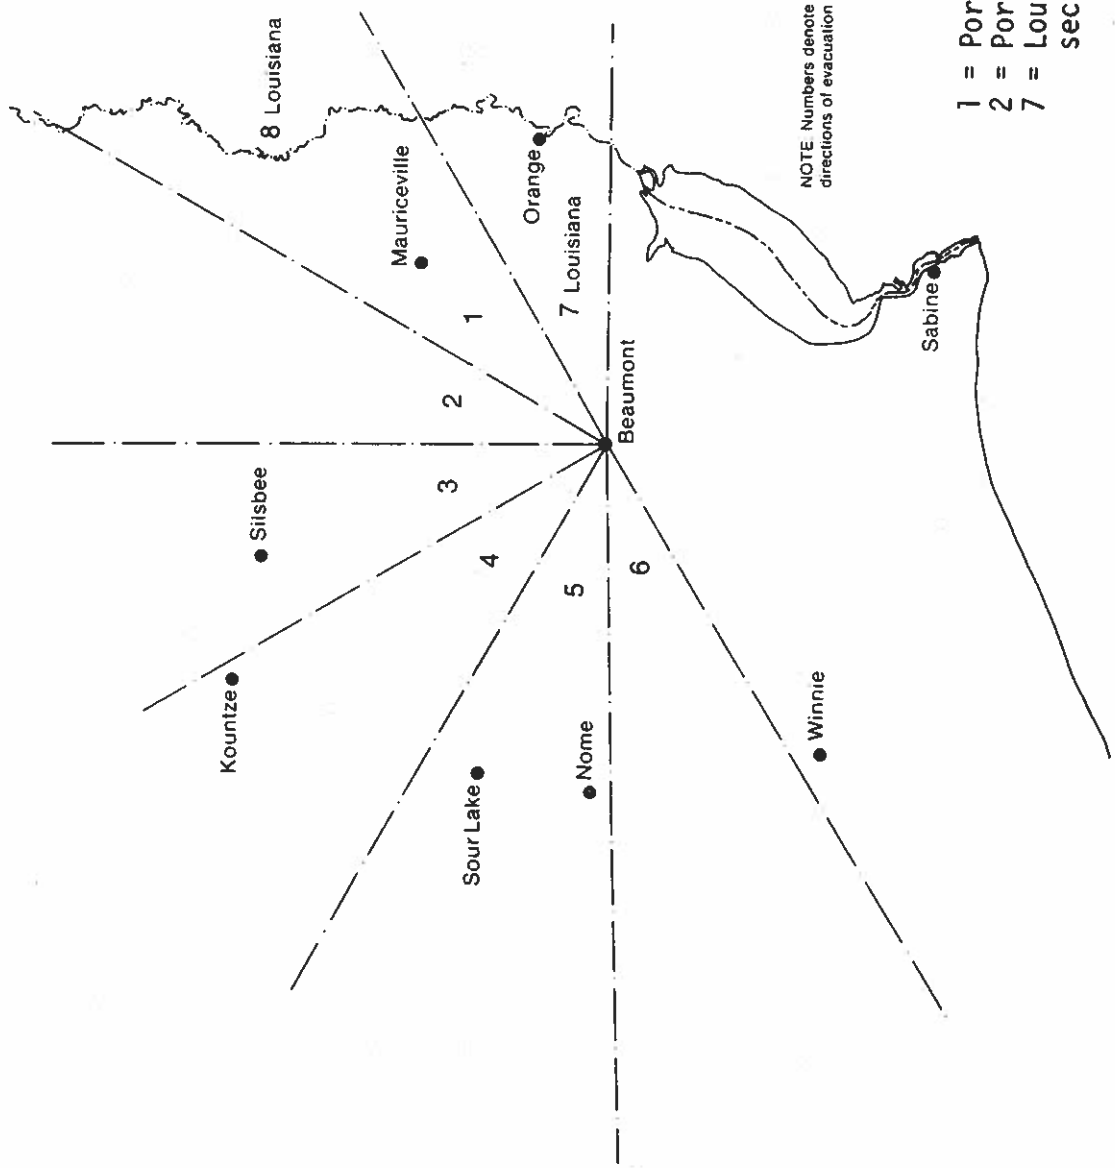 8 Louisiana
Mauriceville
Orange
7 Louisiana
1
2
Silsbee
3
Kountze
4
Sour Lake
5
Nome
6
Beaumont
Winnie
Sabine
NOTE: Numbers denote
directions of evacuation
1 = Por
2 = Por
7 = Lou
sec